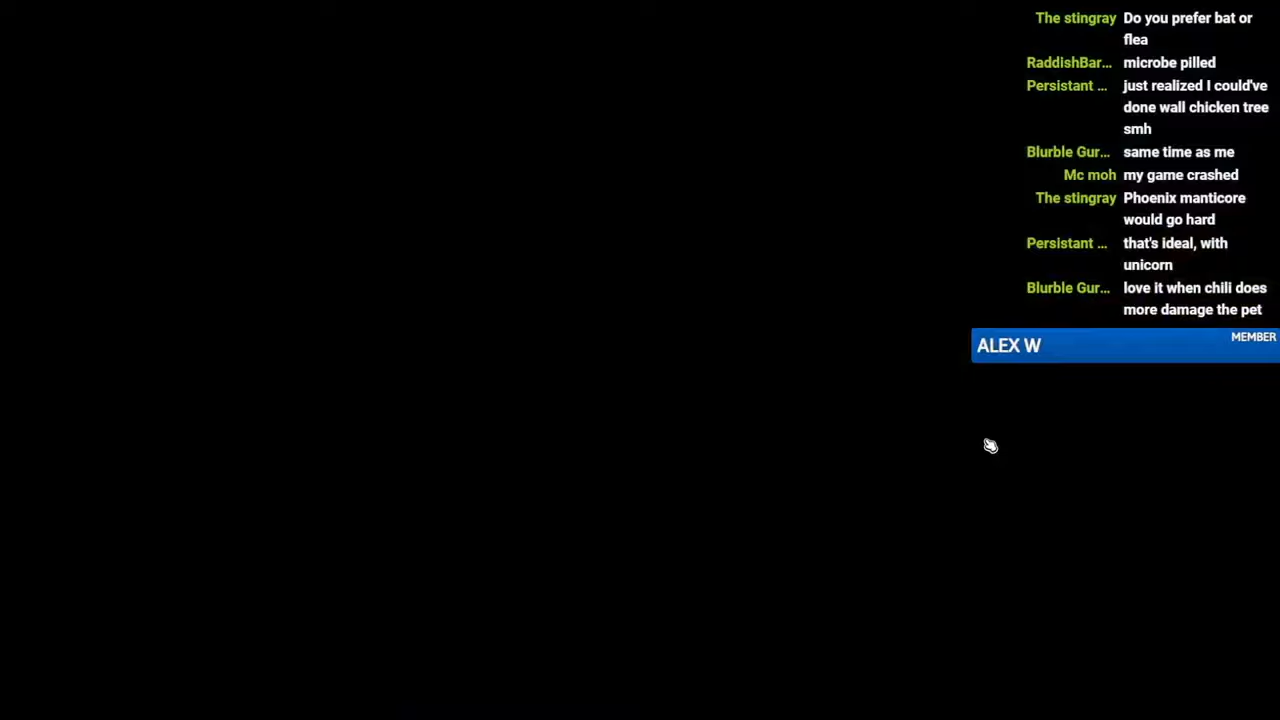 The stingray Do you prefer bat or
flea
RaddishBar... microbe pilled
Persistant ... just realized I could've
done wall chicken tree
smh
Blurble Gur... same time as me
Mc moh my game crashed
The stingray Phoenix manticore
would go hard
Persistant ... that's ideal, with
unicorn
Blurble Gur... love it when chili does
more damage the pet
ALEX W MEMBER